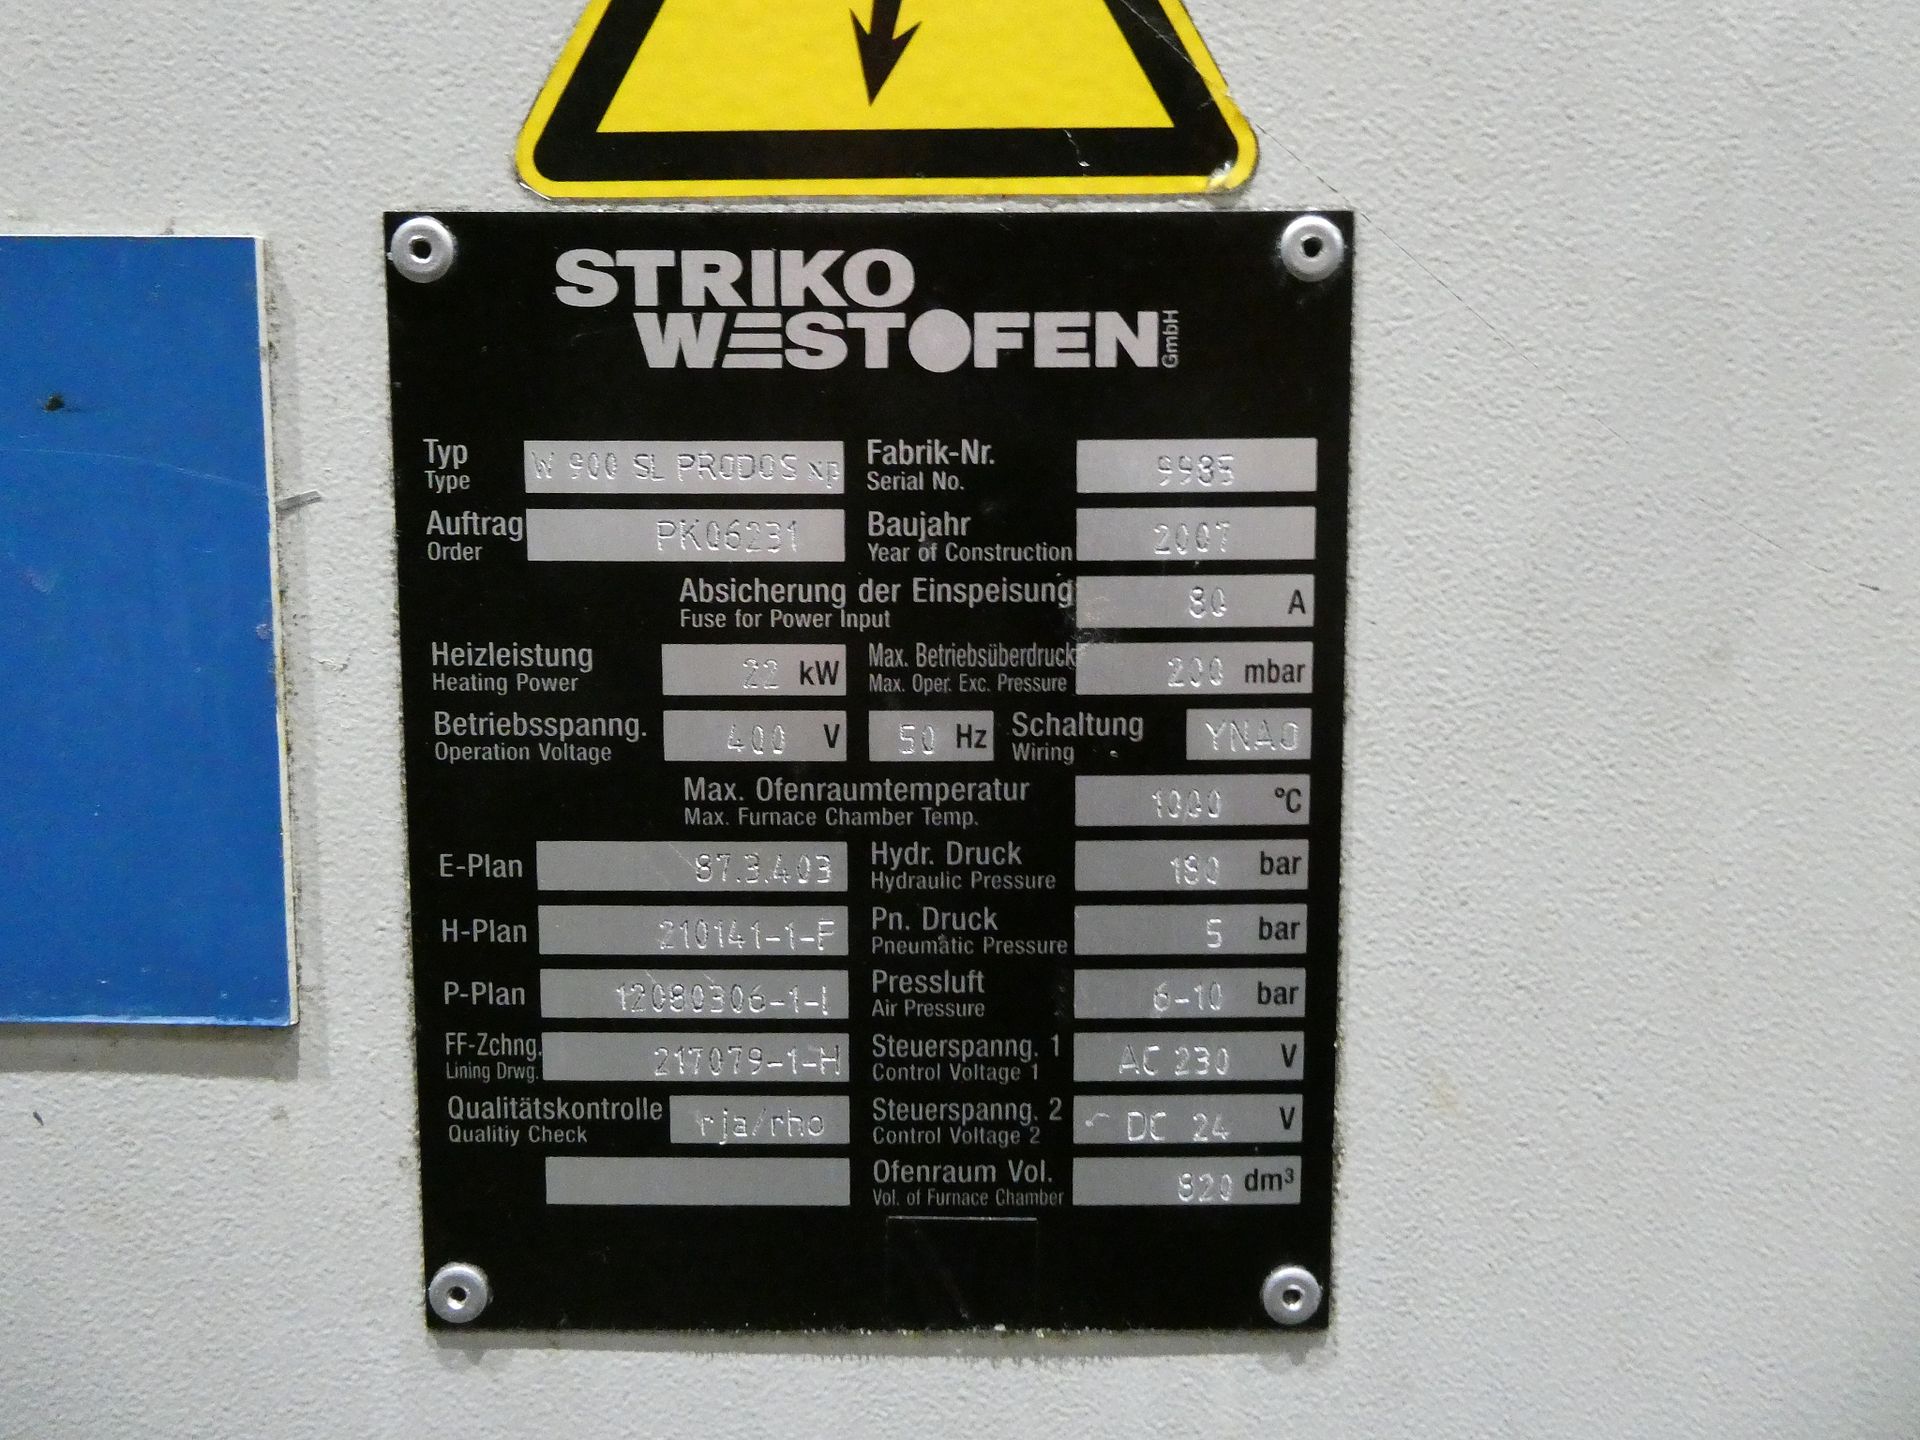 STRIKO
WESTOFEN GmbH
Typ W 900 SL PRODOS xp Fabrik-Nr. 9985
Type Serial No.
Auftrag PK06231 Baujahr 2007
Order Year of Construction
Absicherung der Einspeisung 80 A
Fuse for Power Input
Heizleistung 22 kW Max. Betriebsüberdruck 200 mbar
Heating Power Max. Oper. Exc. Pressure
Betriebsspanng. 400 V 50 Hz Schaltung YNAO
Operation Voltage Wiring
Max. Ofenraumtemperatur 1000 °C
Max. Furnace Chamber Temp.
E-Plan 87.3.403 Hydr. Druck 180 bar
Hydraulic Pressure
H-Plan 210141-1-F Pn. Druck 5 bar
Pneumatic Pressure
P-Plan 12080306-1-I Pressluft 6-10 bar
Air Pressure
FF-Zchng. 217079-1-H Steuerspanng. 1 AC 230 V
Lining Drwg. Control Voltage 1
Qualitätskontrolle rja/rho Steuerspanng. 2 DC 24 V
Qualitiy Check Control Voltage 2
Ofenraum Vol. 820 dm³
Vol. of Furnace Chamber